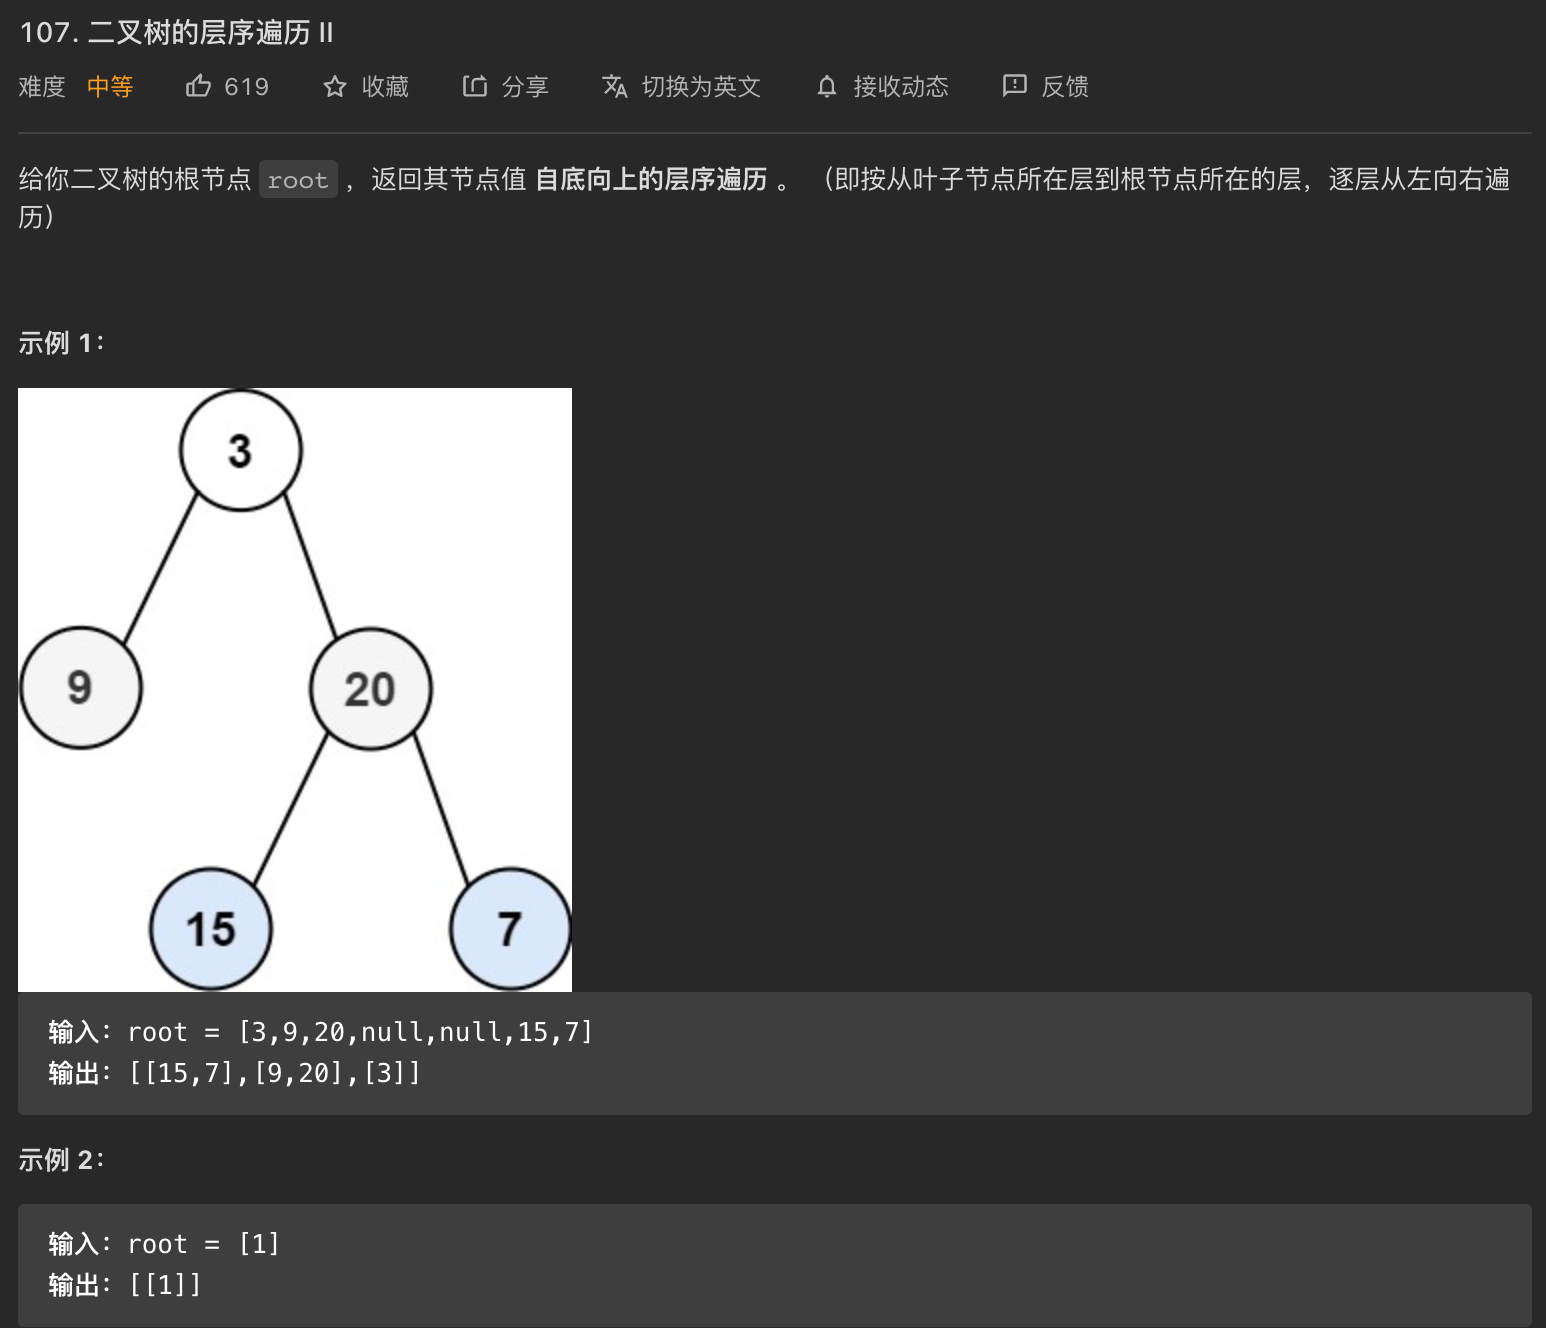 107. 二叉树的层序遍历 II
难度 中等 619 收藏 分享 切换为英文 接收动态 反馈
给你二叉树的根节点 root ，返回其节点值 自底向上的层序遍历 。 （即按从叶子节点所在层到根节点所在的层，逐层从左向右遍
历）
示例 1：
3
9 20
15 7
输入：root = [3,9,20,null,null,15,7]
输出：[[15,7],[9,20],[3]]
示例 2：
输入：root = [1]
输出：[[1]]